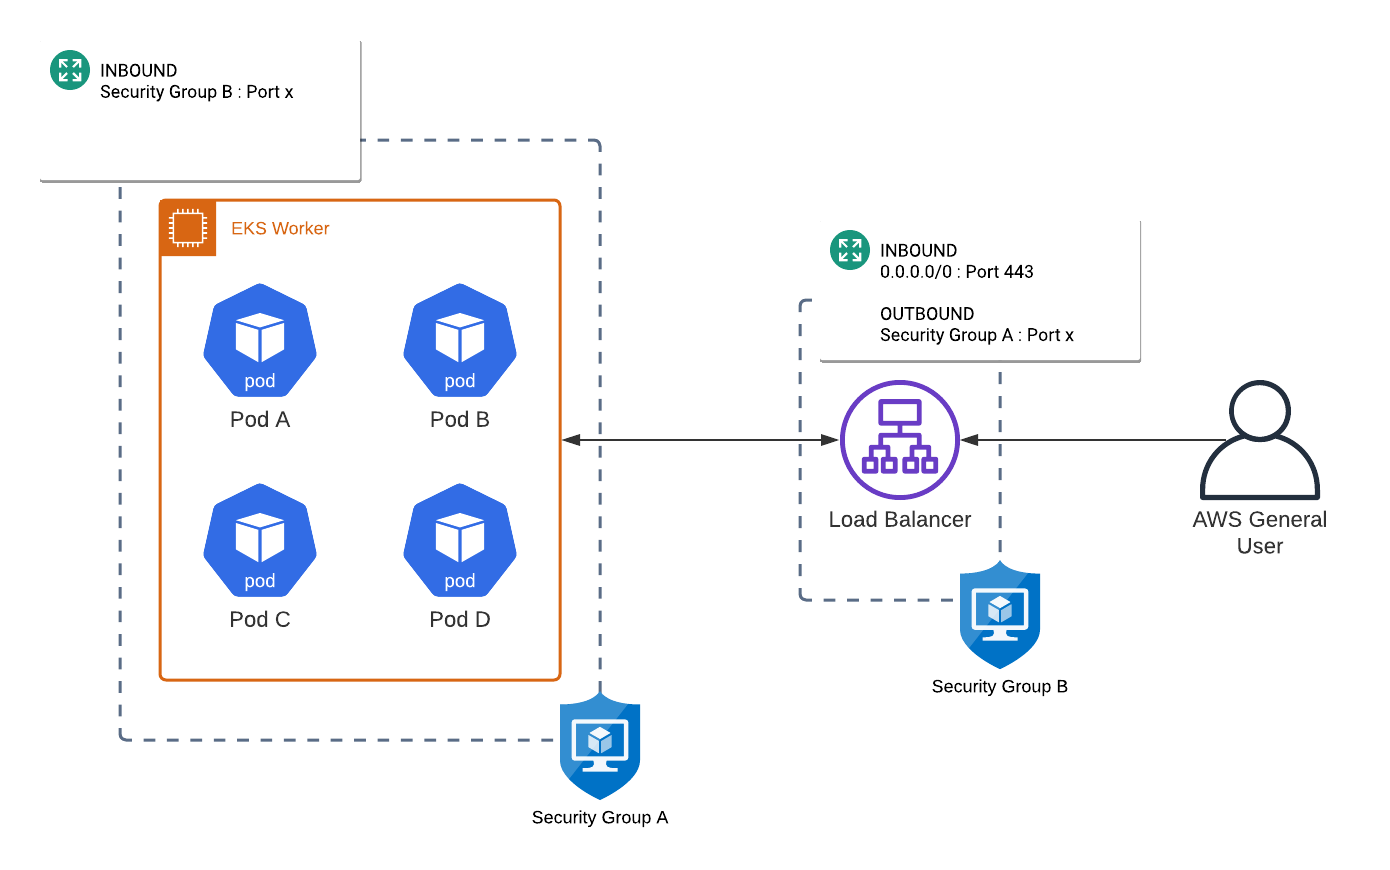 INBOUND
Security Group B : Port x
EKS Worker
pod
Pod A
pod
Pod B
pod
Pod C
pod
Pod D
Security Group A
INBOUND
0.0.0.0/0 : Port 443
OUTBOUND
Security Group A : Port x
Load Balancer
Security Group B
AWS General
User